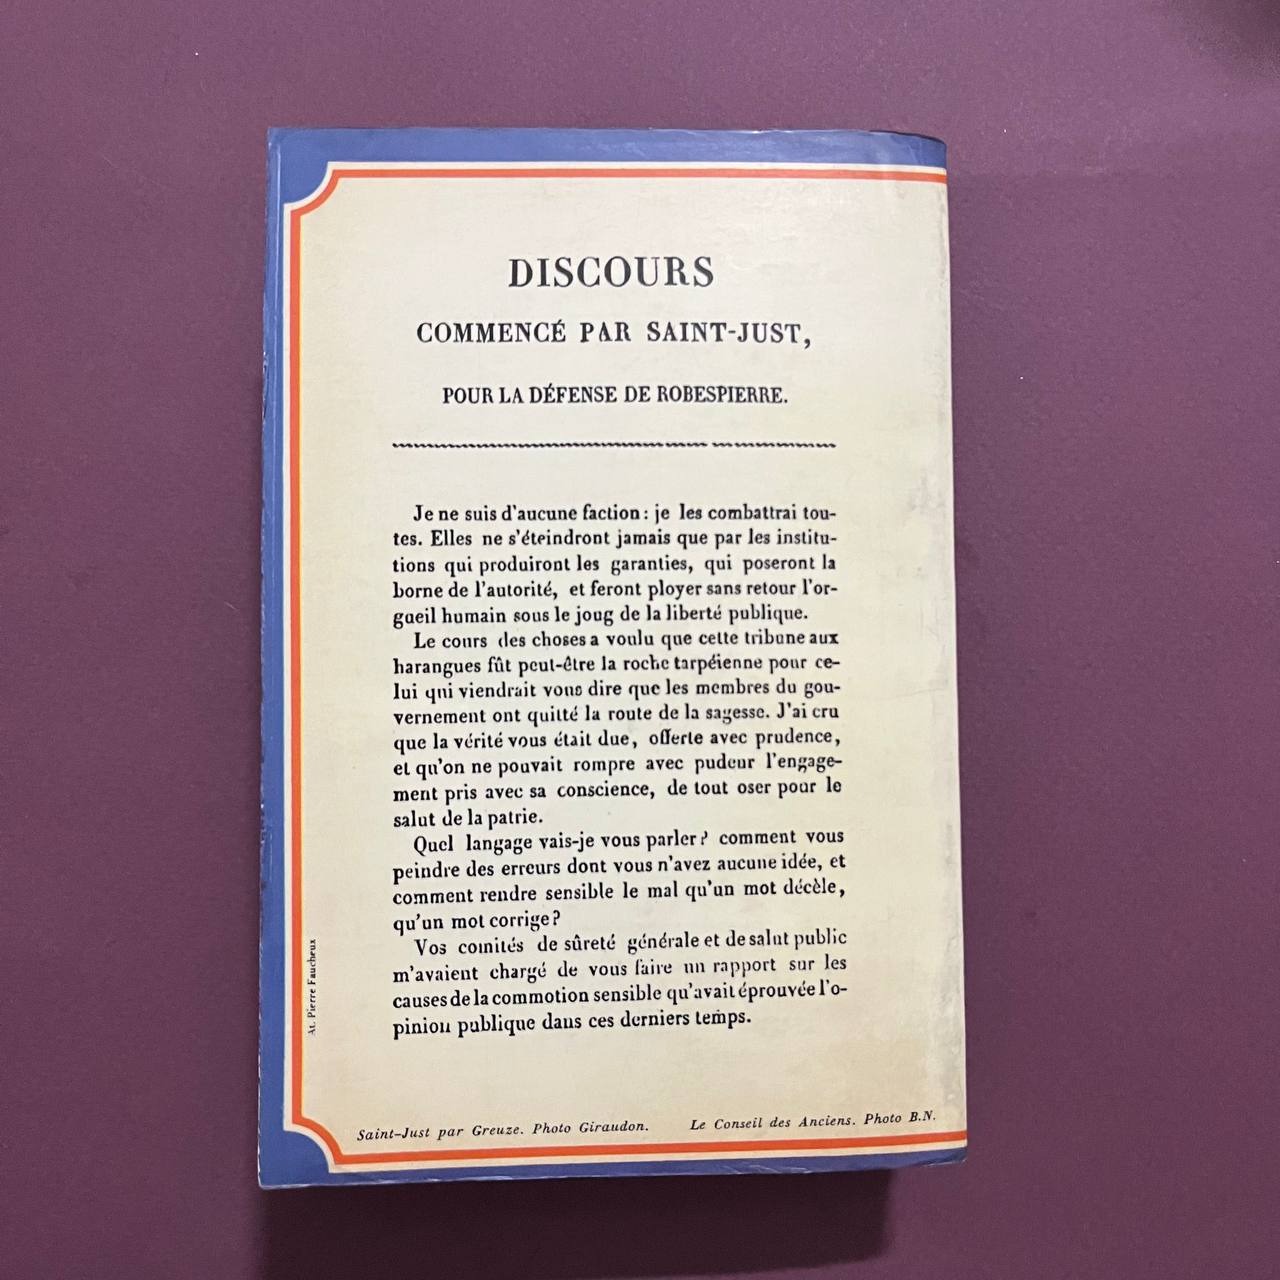 DISCOURS
COMMENCÉ PAR SAINT-JUST,
POUR LA DÉFENSE DE ROBESPIERRE.
Je ne suis d'aucune faction : je les combattrai tou-
tes. Elles ne s'éteindront jamais que par les institu-
tions qui produiront les garanties, qui poseront la
borne de l'autorité, et feront ployer sans retour l'or-
gueil humain sous le joug de la liberté publique.
Le cours des choses a voulu que cette tribune aux
harangues fût peut-être la roche tarpéienne pour ce-
lui qui viendrait vous dire que les membres du gou-
vernement ont quitté la route de la sagesse. J'ai cru
que la vérité vous était due, offerte avec prudence,
et qu'on ne pouvait rompre avec pudeur l'engage-
ment pris avec sa conscience, de tout oser pour le
salut de la patrie.
Quel langage vais-je vous parler ? comment vous
peindre des erreurs dont vous n'avez aucune idée, et
comment rendre sensible le mal qu'un mot décèle,
qu'un mot corrige ?
Vos comités de sûreté générale et de salut public
m'avaient chargé de vous faire un rapport sur les
causes de la commotion sensible qu'avait éprouvée l'o-
pinion publique dans ces derniers temps.
At. Pierre Faucheux
Saint-Just par Greuze. Photo Giraudon.
Le Conseil des Anciens. Photo B.N.